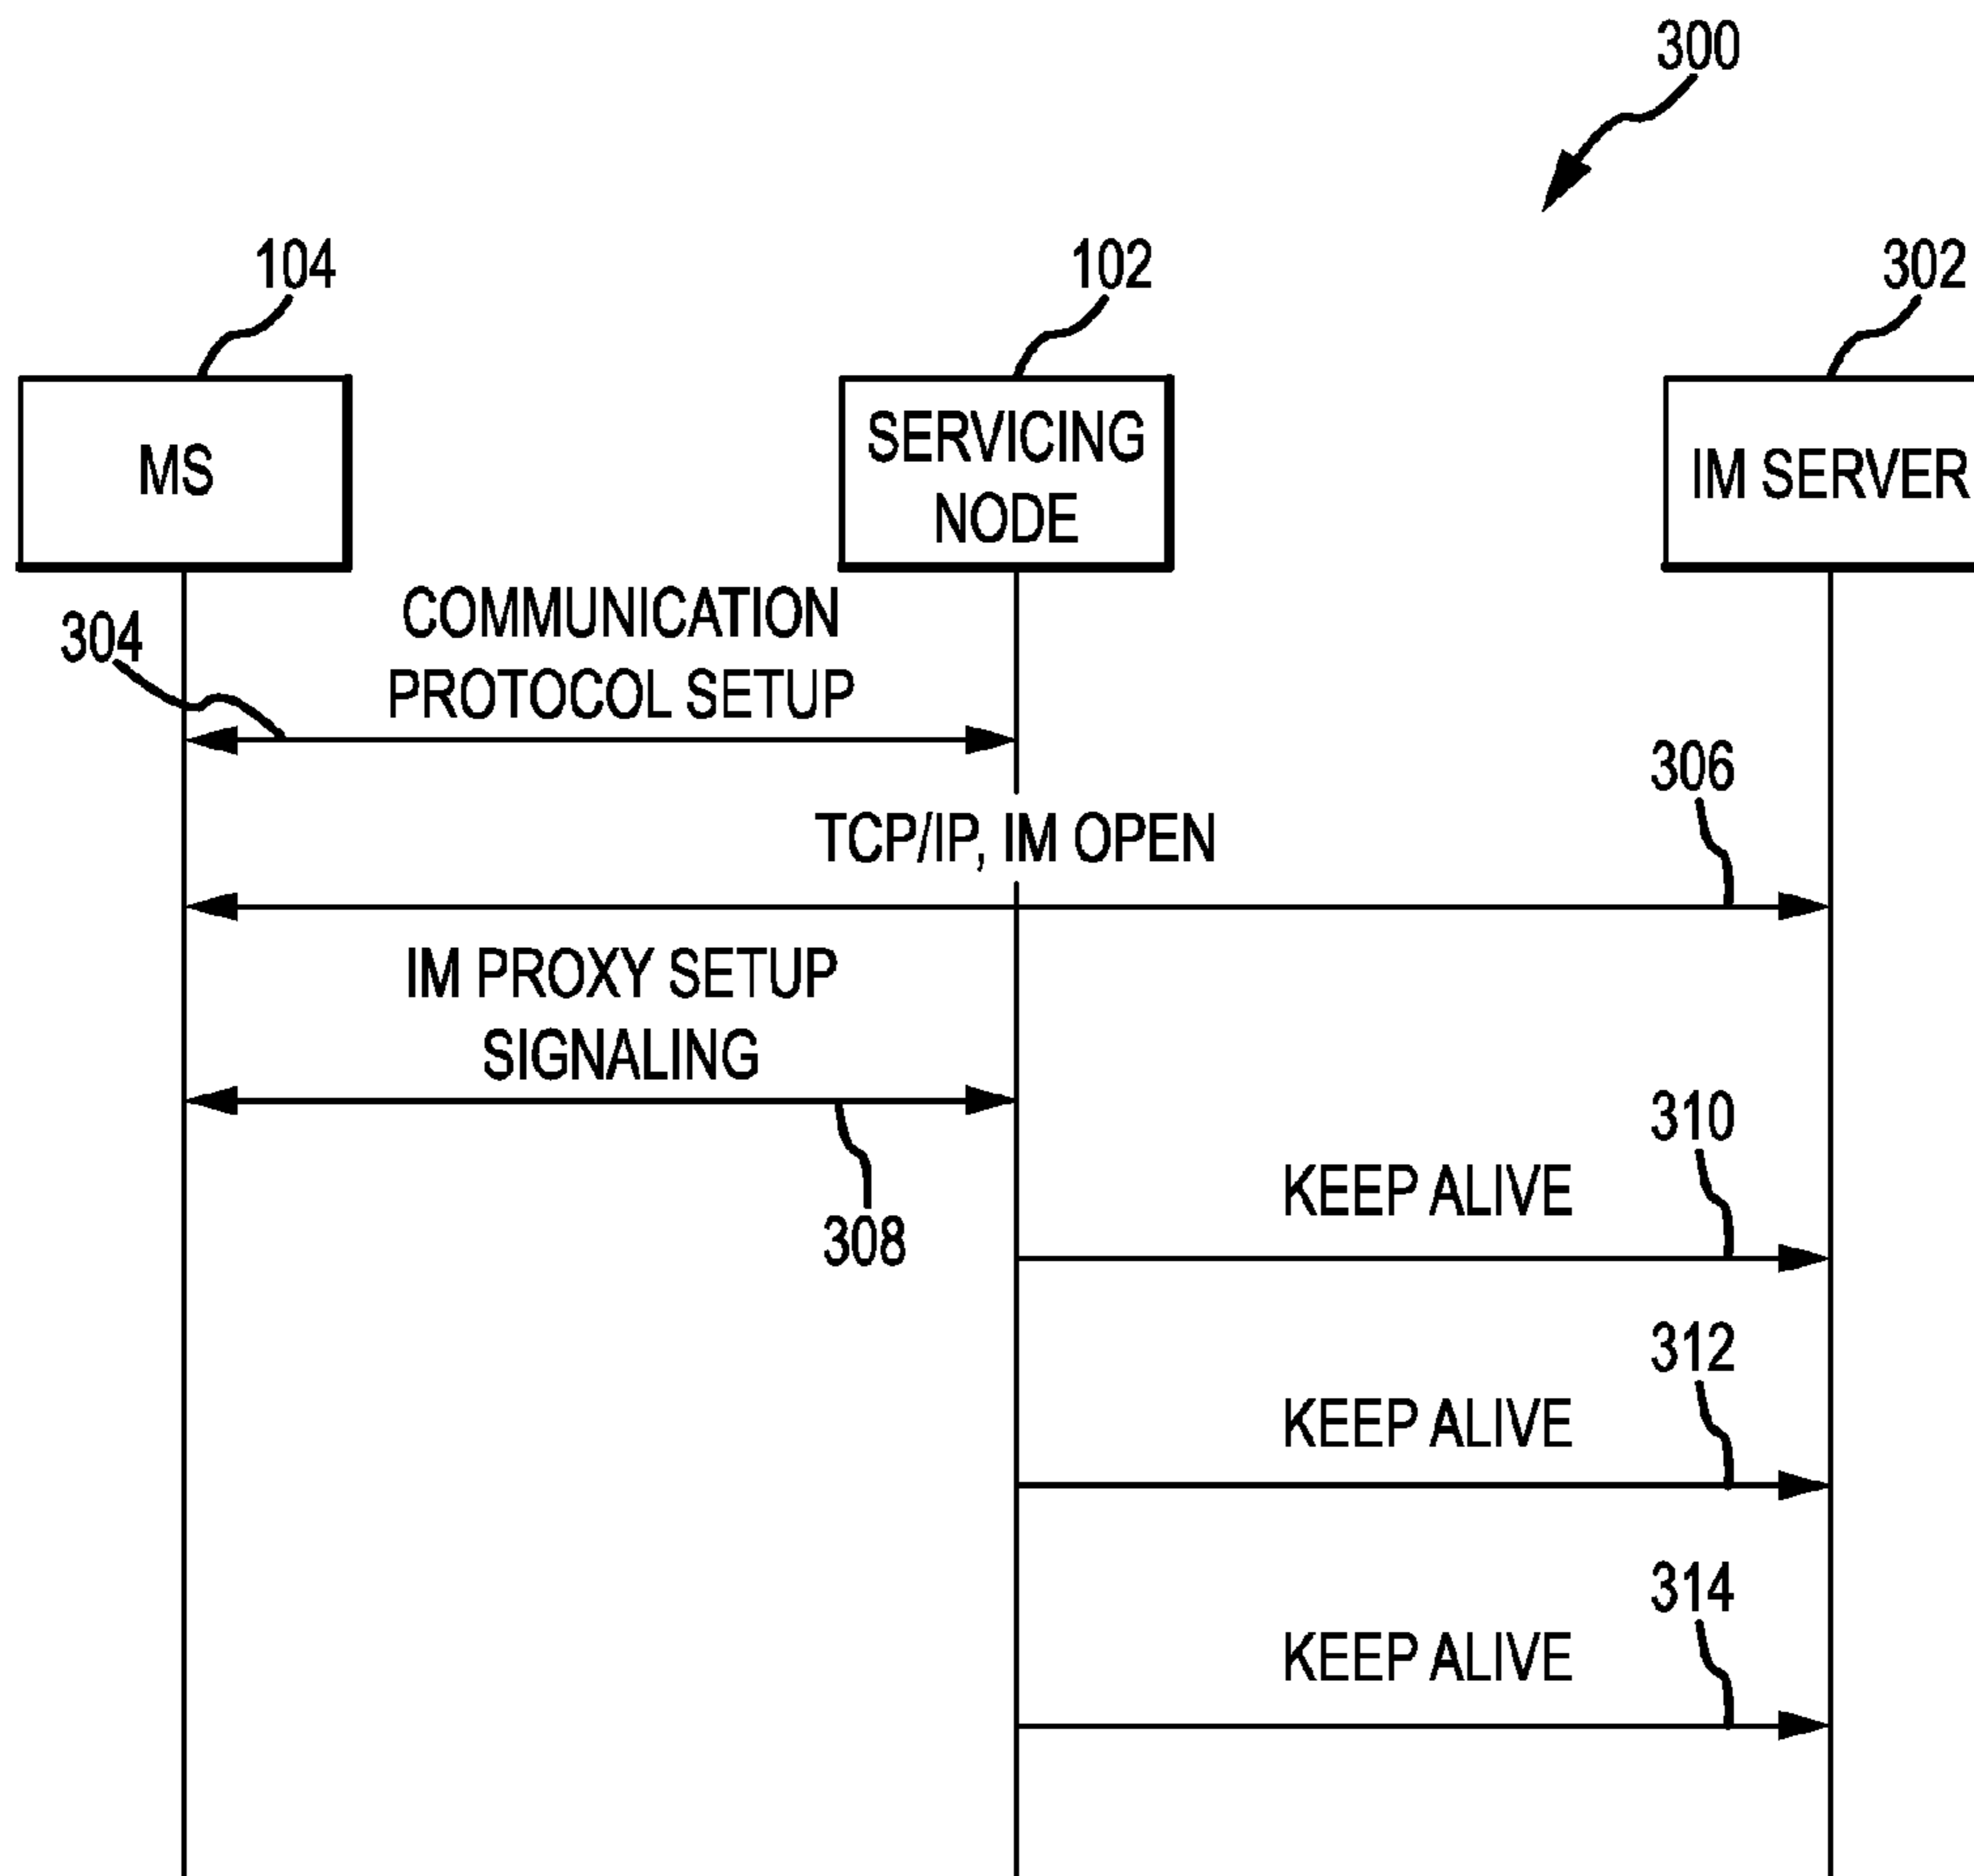 300
104
102
302
MS
SERVICING
NODE
IM SERVER
304
COMMUNICATION
PROTOCOL SETUP
306
TCP/IP, IM OPEN
IM PROXY SETUP
SIGNALING
308
310
KEEP ALIVE
312
KEEP ALIVE
314
KEEP ALIVE